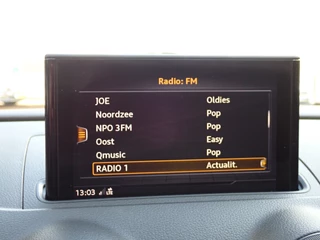 Radio: FM
JOE Oldies
Noordzee Pop
NPO 3FM Pop
Oost Easy
Qmusic Pop
RADIO 1 Actualit.
13:03